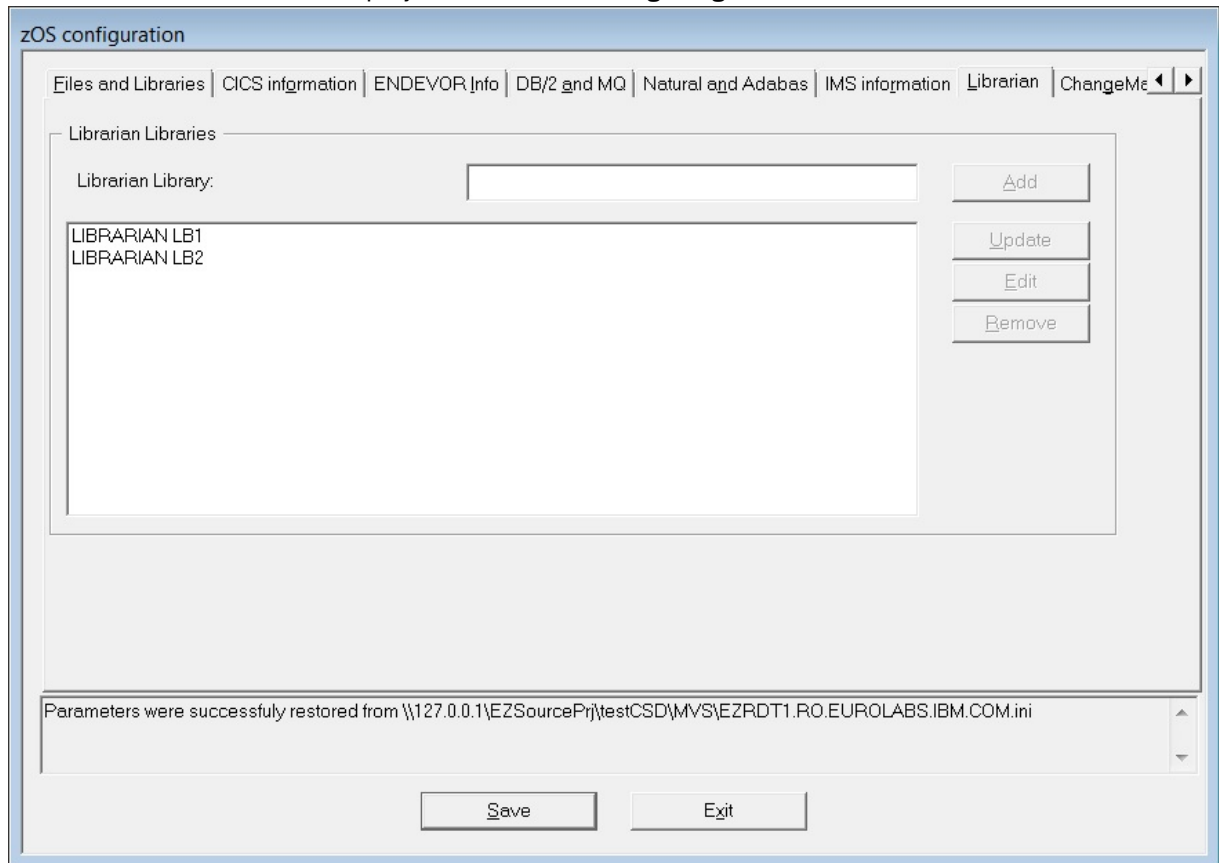 zOS configuration
Files and Libraries CICS information ENDEVOR Info DB/2 and MQ Natural and Adabas IMS information Librarian ChangeMa
Librarian Libraries
Librarian Library: Add
LIBRARIAN LB1 Update
LIBRARIAN LB2
Edit
Remove
Parameters were successfuly restored from \\127.0.0.1\EZSourcePrj\testCSD\MVS\EZRDT1.RO.EUROLABS.IBM.COM.ini
Save Exit